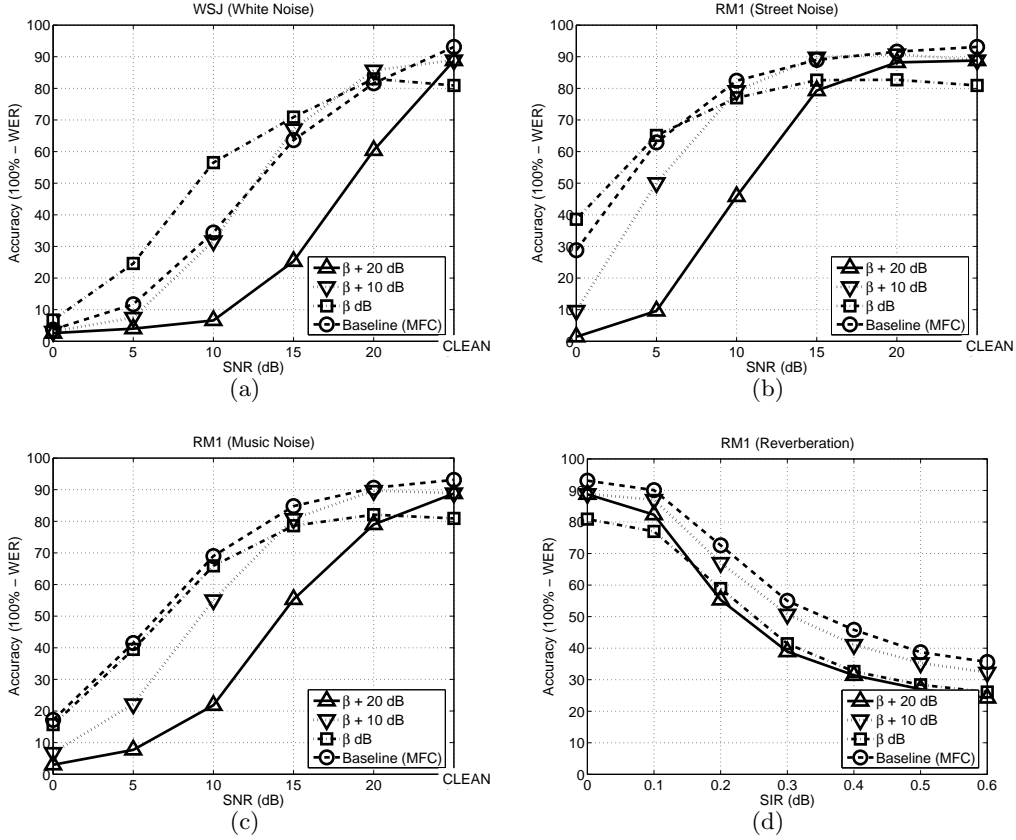 WSJ (White Noise)
Accuracy (100% − WER)
100
90
80
70
60
50
40
30
20
10
0
0 5 10 15 20 CLEAN
SNR (dB)
β + 20 dB
β + 10 dB
β dB
Baseline (MFC)
(a)
RM1 (Street Noise)
Accuracy (100% − WER)
100
90
80
70
60
50
40
30
20
10
0
0 5 10 15 20 CLEAN
SNR (dB)
β + 20 dB
β + 10 dB
β dB
Baseline (MFC)
(b)
RM1 (Music Noise)
Accuracy (100% − WER)
100
90
80
70
60
50
40
30
20
10
0
0 5 10 15 20 CLEAN
SNR (dB)
β + 20 dB
β + 10 dB
β dB
Baseline (MFC)
(c)
RM1 (Reverberation)
Accuracy (100% − WER)
100
90
80
70
60
50
40
30
20
10
0
0 0.1 0.2 0.3 0.4 0.5 0.6
SIR (dB)
β + 20 dB
β + 10 dB
β dB
Baseline (MFC)
(d)